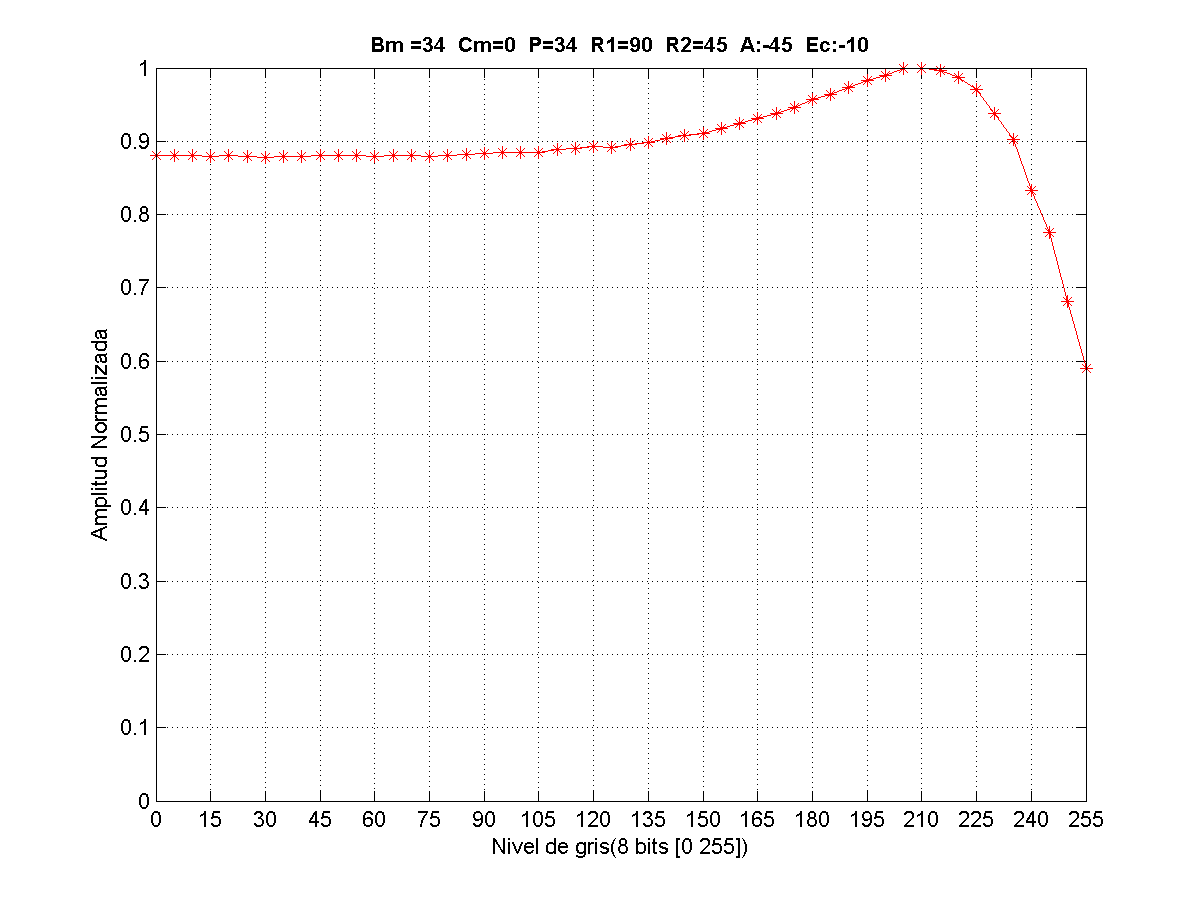 Bm =34  Cm=0  P=34  R1=90  R2=45  A:-45  Ec:-10
1
0.9
0.8
0.7
0.6
0.5
0.4
0.3
0.2
0.1
0
Amplitud Normalizada
0 15 30 45 60 75 90 105 120 135 150 165 180 195 210 225 240 255
Nivel de gris(8 bits [0 255])